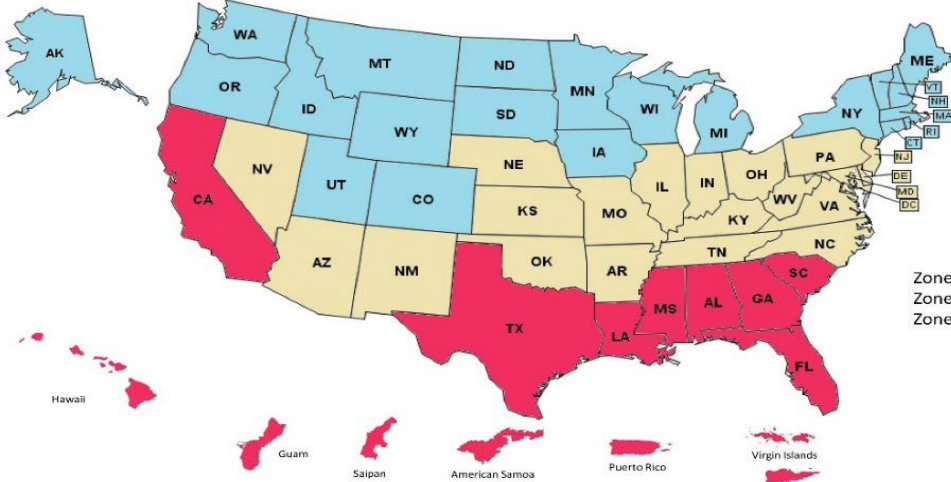 AK
WA
MT
ND
MN
ME
VT
NH
MA
RI
CT
OR
ID
WY
SD
WI
MI
NY
IA
NJ
PA
DE
MD
DC
NV
UT
CO
NE
IL
IN
OH
WV
VA
CA
KS
MO
KY
AZ
NM
OK
AR
TN
NC
SC
TX
LA
MS
AL
GA
FL
Zone
Zone
Zone
Hawaii
Guam
Saipan
American Samoa
Puerto Rico
Virgin Islands